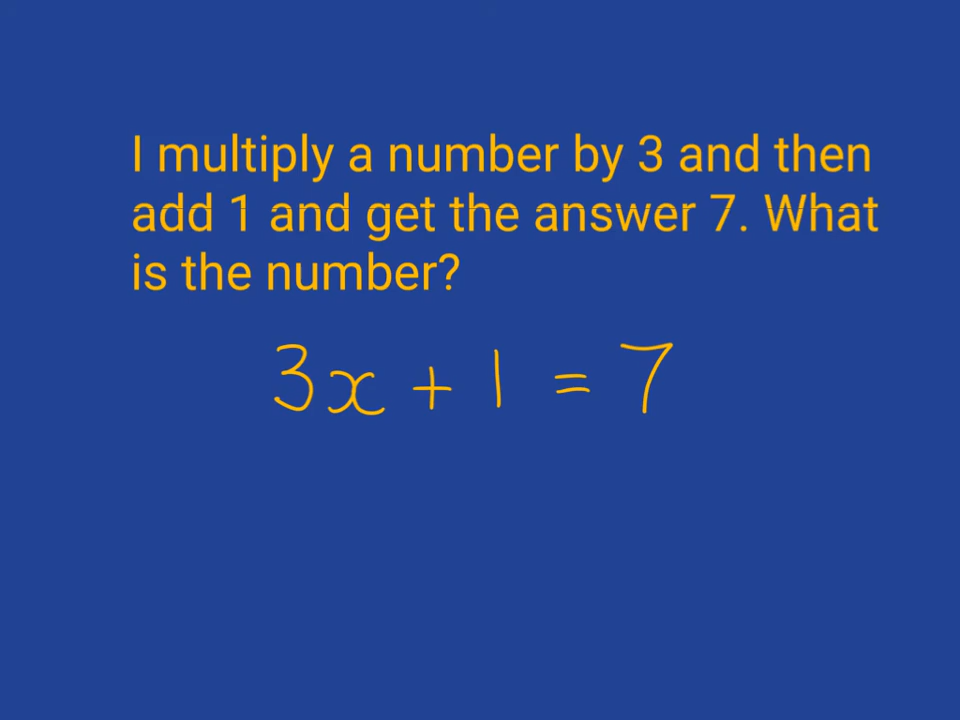 I multiply a number by 3 and then
add 1 and get the answer 7. What
is the number?
3x + 1 = 7